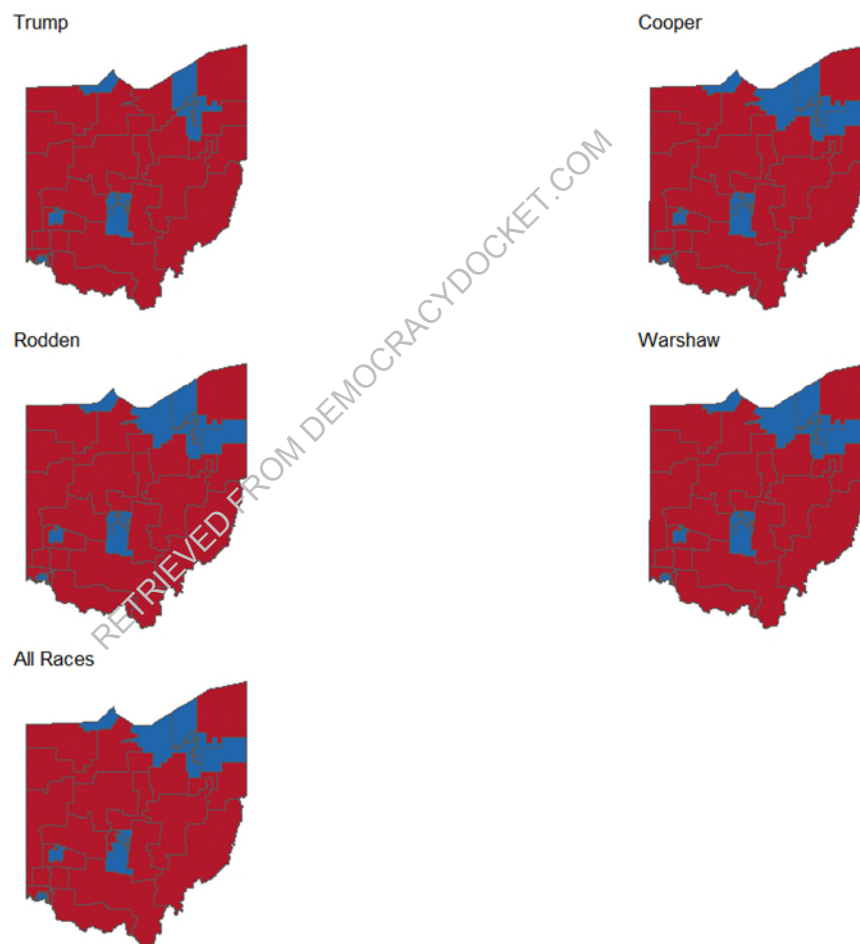 Trump
Cooper
Rodden
Warshaw
All Races
RETRIEVED FROM DEMOCRACYDOCKET.COM